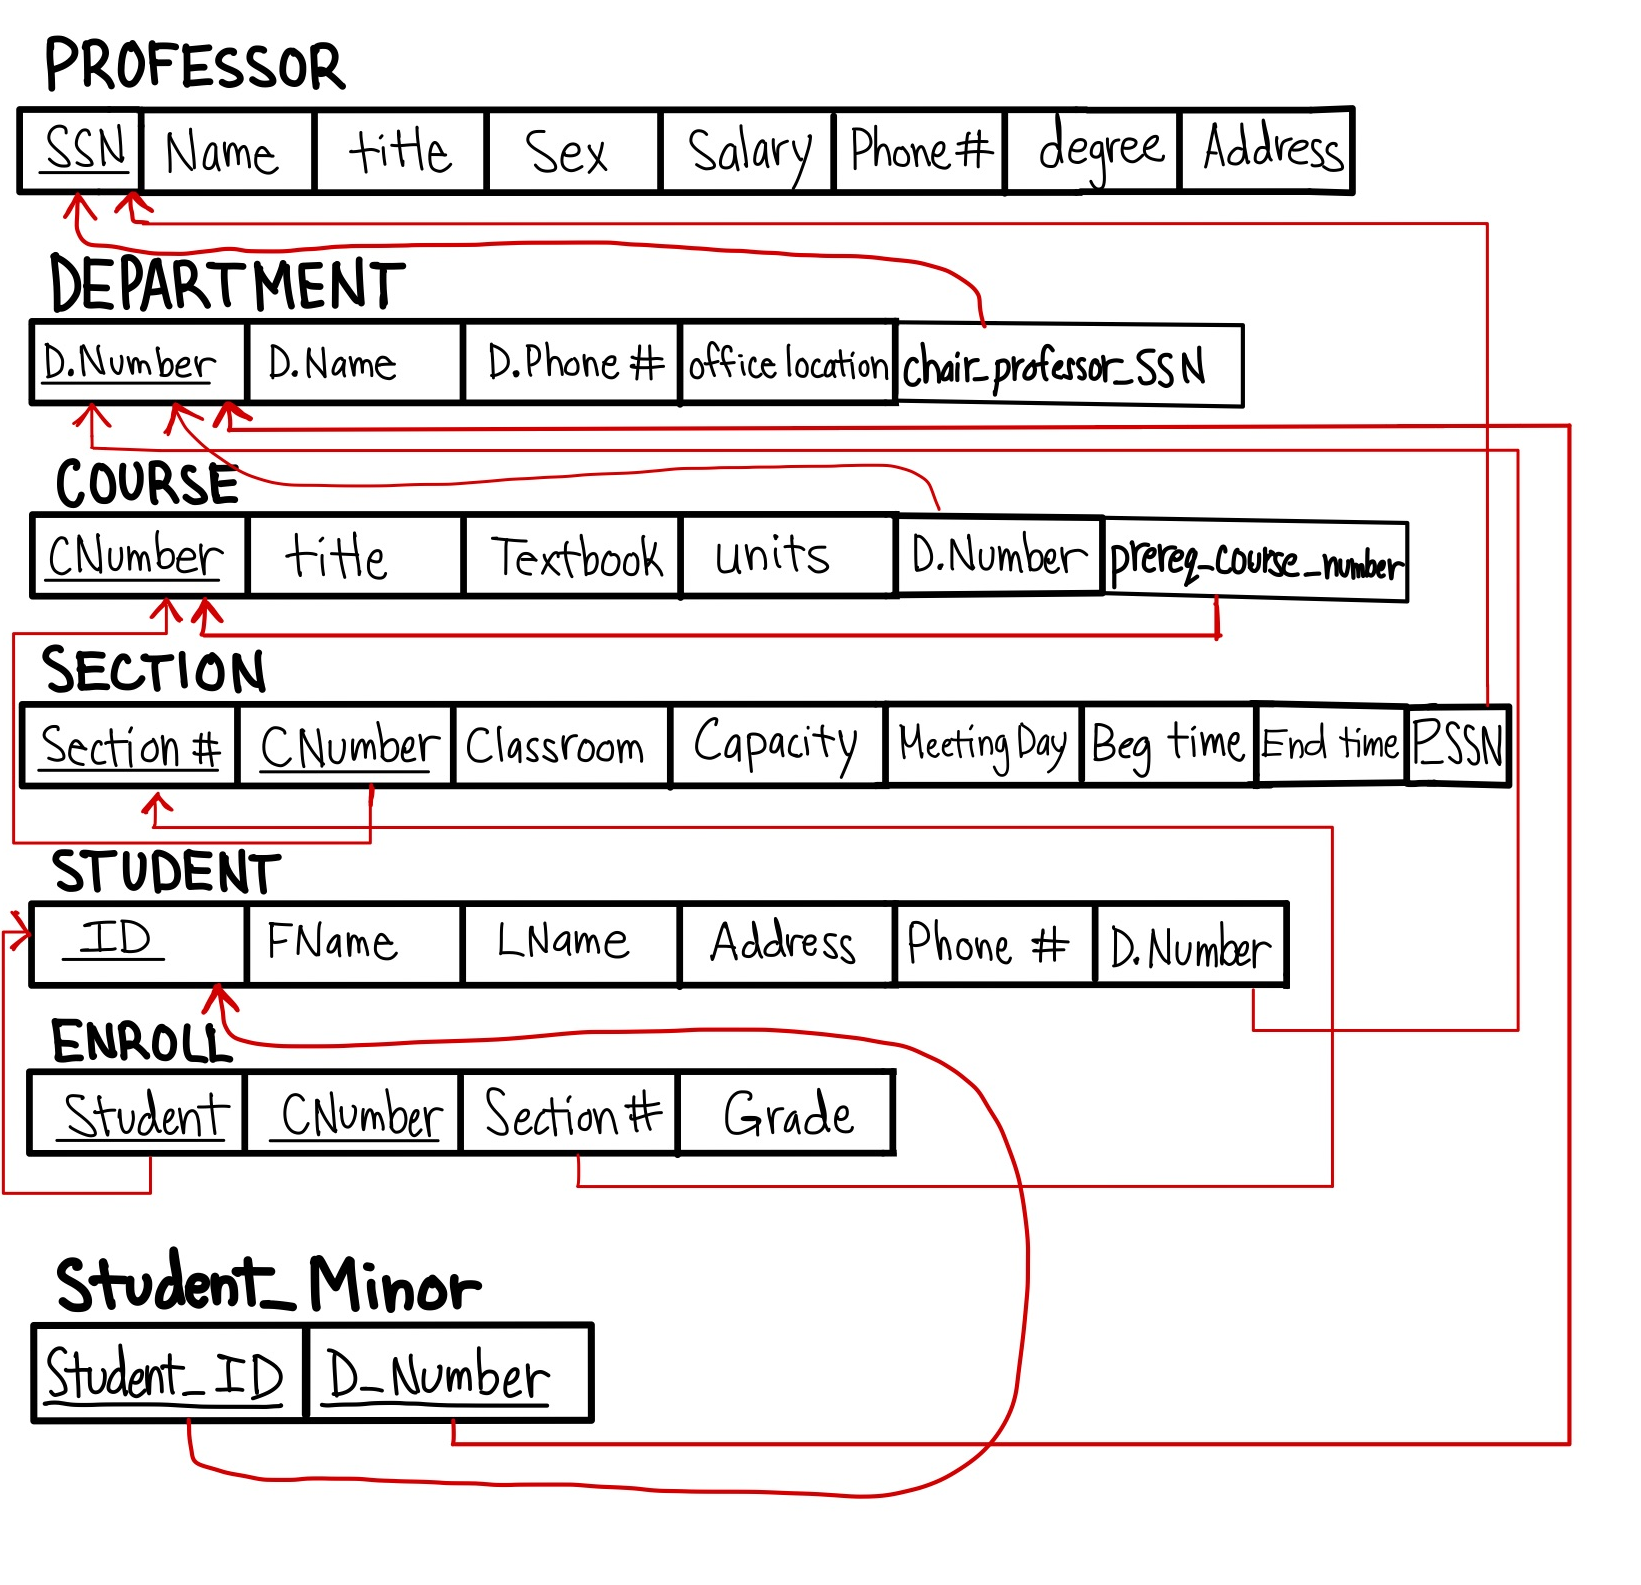 PROFESSOR
SSN Name title Sex Salary Phone# degree Address
DEPARTMENT
D.Number D.Name D.Phone # office location chair_professor_SSN
COURSE
CNumber title Textbook units D.Number prereq_course_number
SECTION
Section # CNumber Classroom Capacity Meeting Day Beg time End time P_SSN
STUDENT
ID FName LName Address Phone # D.Number
ENROLL
Student CNumber Section# Grade
Student_Minor
Student_ID D_Number